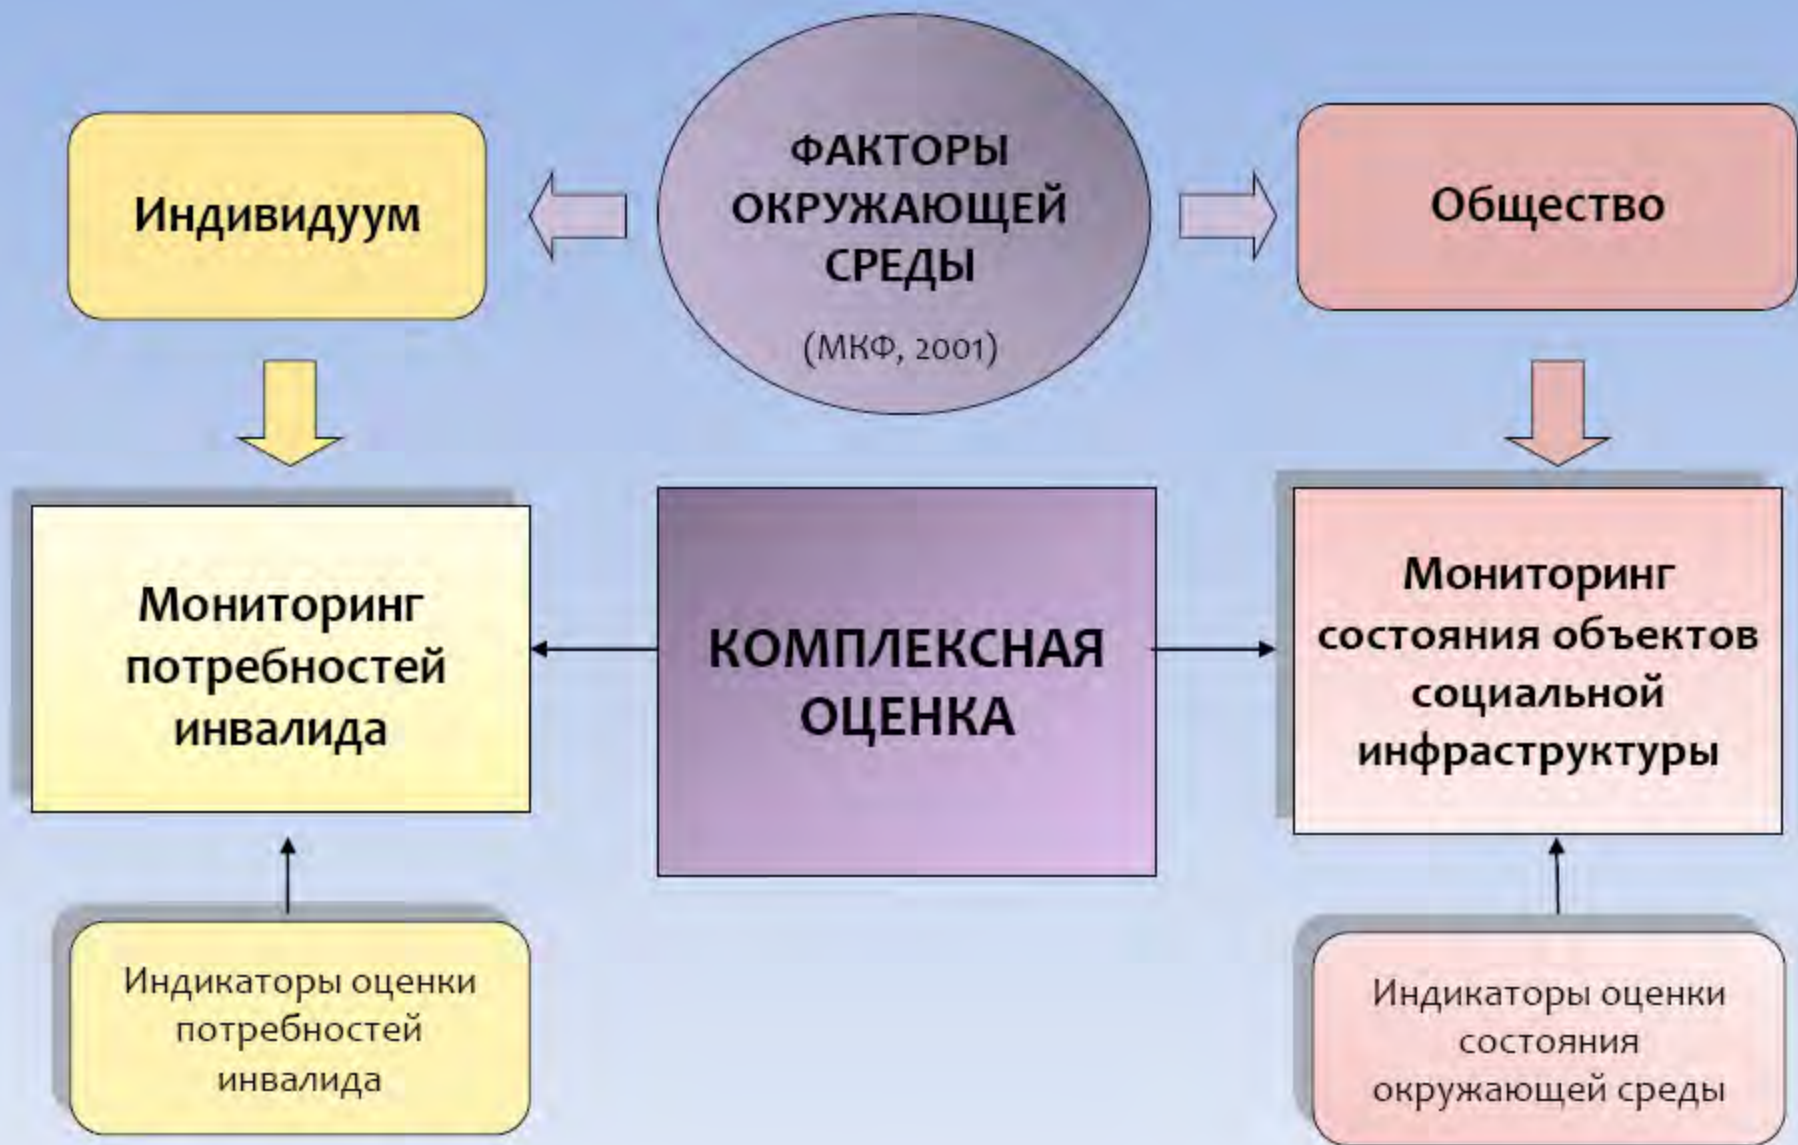 Индивидуум
ФАКТОРЫ
ОКРУЖАЮЩЕЙ
СРЕДЫ
(МКФ, 2001)
Общество
Мониторинг
потребностей
инвалида
КОМПЛЕКСНАЯ
ОЦЕНКА
Мониторинг
состояния объектов
социальной
инфраструктуры
Индикаторы оценки
потребностей
инвалида
Индикаторы оценки
состояния
окружающей среды